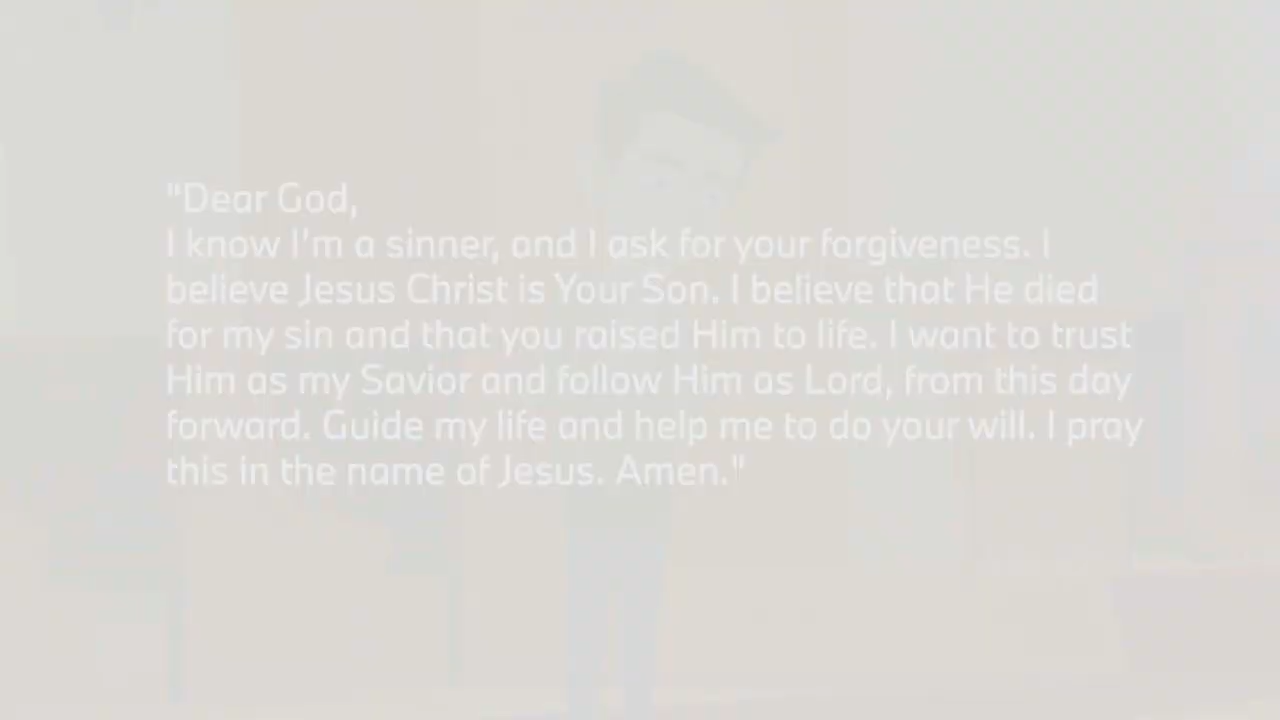 "Dear God,
I know I'm a sinner, and I ask for your forgiveness. I
believe Jesus Christ is Your Son. I believe that He died
for my sin and that you raised Him to life. I want to trust
Him as my Savior and follow Him as Lord, from this day
forward. Guide my life and help me to do your will. I pray
this in the name of Jesus. Amen."